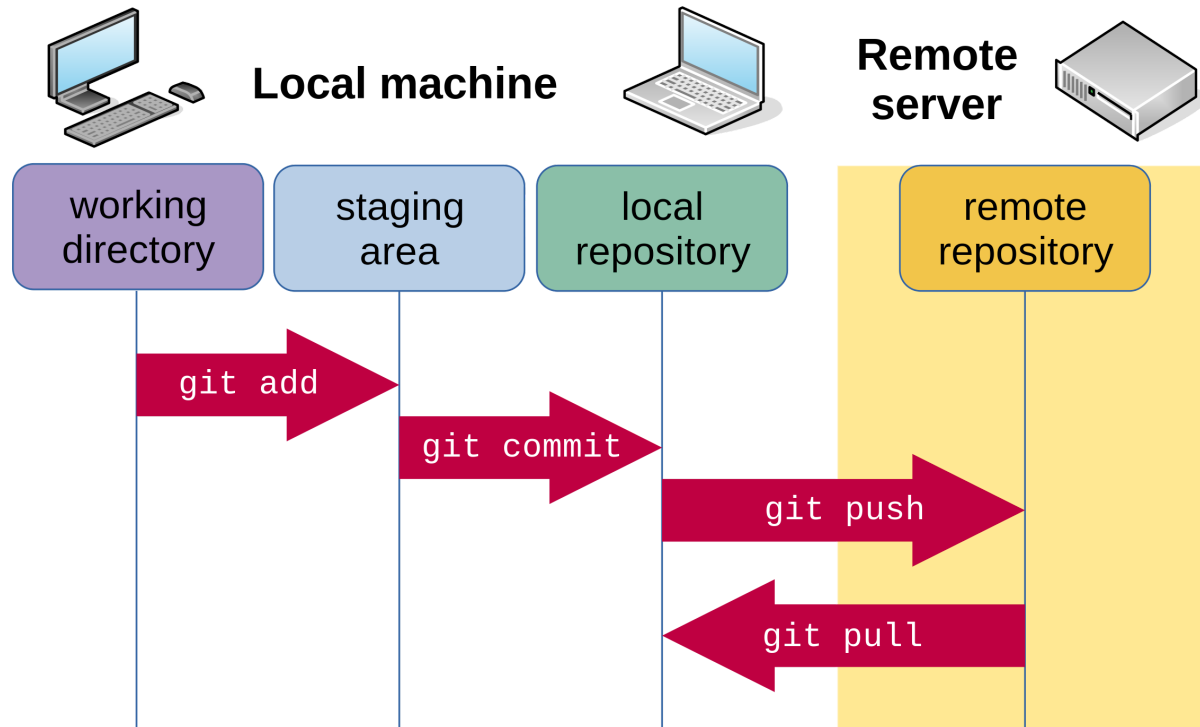 Local machine
Remote
server
working
directory
staging
area
local
repository
remote
repository
git add
git commit
git push
git pull